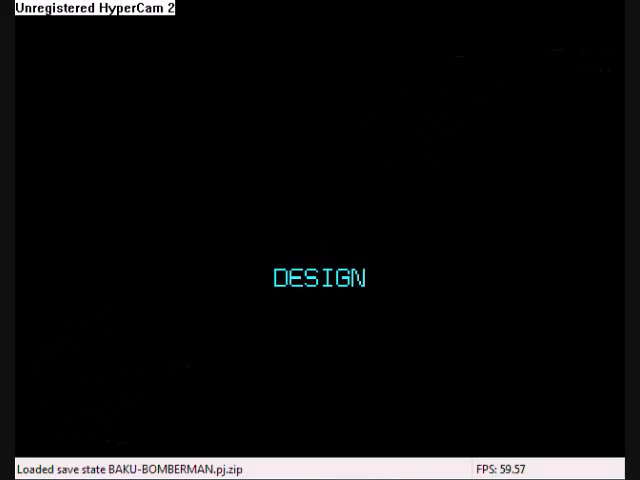 Unregistered HyperCam 2
DESIGN
Loaded save state BAKU-BOMBERMAN.pj.zip
FPS: 59.57